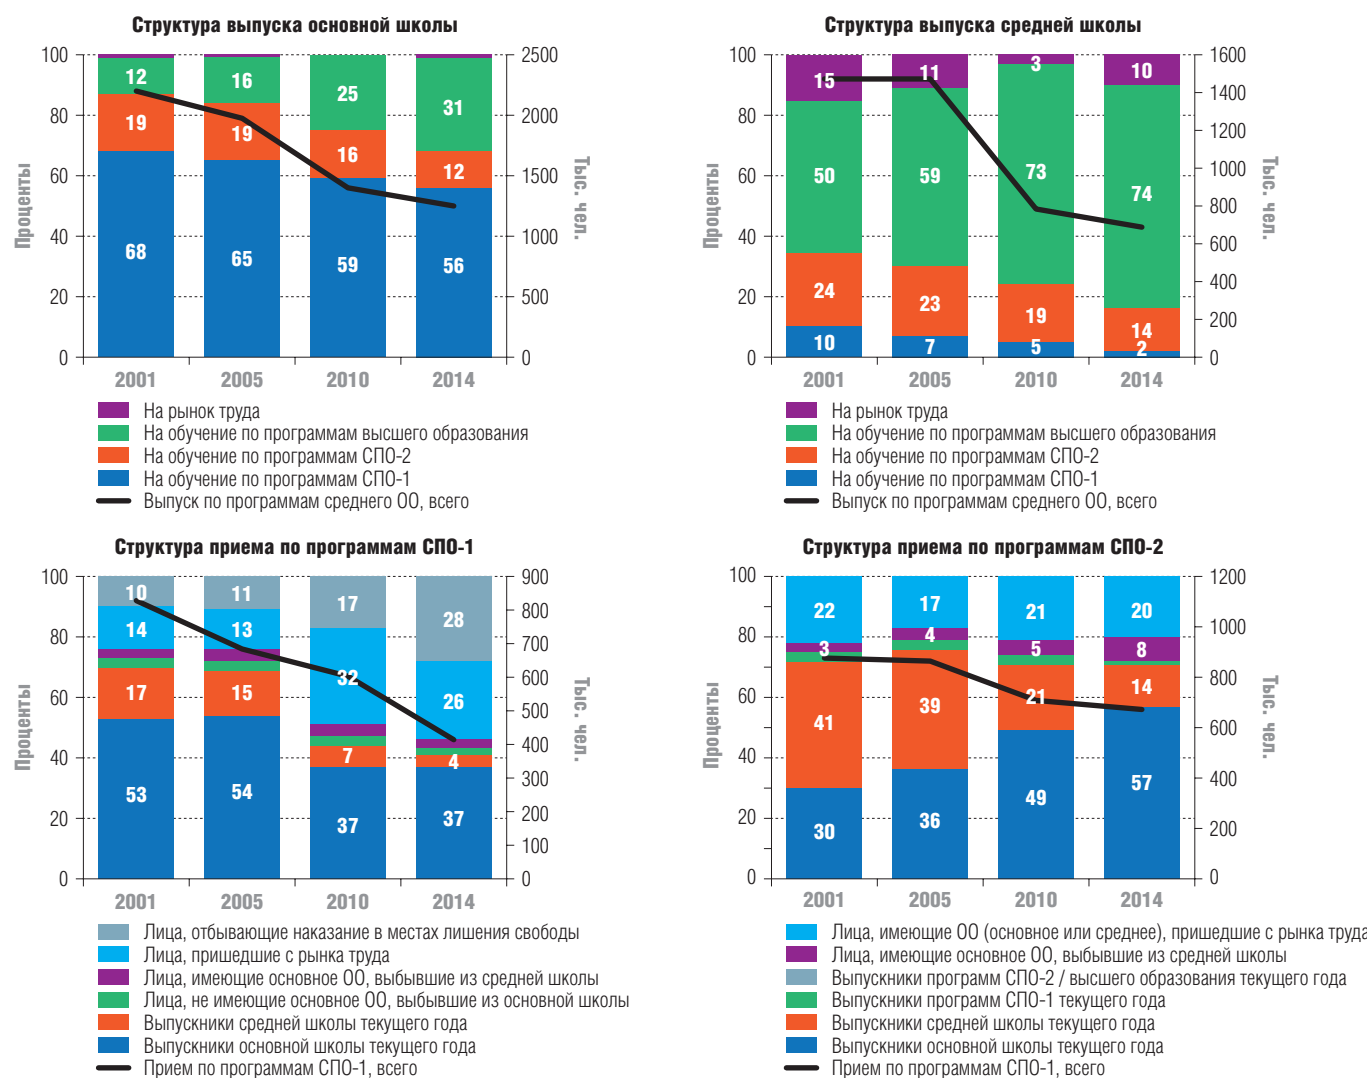 Структура выпуска основной школы
Проценты
100
80
60
40
20
0
12
19
68
16
19
65
25
16
59
31
12
56
2500
2000
1500
1000
500
0
Тыс. чел.
2001 2005 2010 2014
На рынок труда
На обучение по программам высшего образования
На обучение по программам СПО-2
На обучение по программам СПО-1
Выпуск по программам среднего ОО, всего
Структура выпуска средней школы
Проценты
100
80
60
40
20
0
15
50
24
10
11
59
23
7
3
73
19
5
10
74
14
2
1600
1400
1200
1000
800
600
400
200
0
Тыс. чел.
2001 2005 2010 2014
На рынок труда
На обучение по программам высшего образования
На обучение по программам СПО-2
На обучение по программам СПО-1
Выпуск по программам среднего ОО, всего
Структура приема по программам СПО-1
Проценты
100
80
60
40
20
0
10
14
17
53
11
13
15
54
17
32
7
37
28
26
4
37
900
800
700
600
500
400
300
200
100
0
Тыс. чел.
2001 2005 2010 2014
Лица, отбывающие наказание в местах лишения свободы
Лица, пришедшие с рынка труда
Лица, имеющие основное ОО, выбывшие из средней школы
Лица, не имеющие основное ОО, выбывшие из основной школы
Выпускники средней школы текущего года
Выпускники основной школы текущего года
Прием по программам СПО-1, всего
Структура приема по программам СПО-2
Проценты
100
80
60
40
20
0
22
3
41
30
17
4
39
36
21
5
21
49
20
8
14
57
1200
1000
800
600
400
200
0
Тыс. чел.
2001 2005 2010 2014
Лица, имеющие ОО (основное или среднее), пришедшие с рынка труда
Лица, имеющие основное ОО, выбывшие из средней школы
Выпускники программ СПО-2 / высшего образования текущего года
Выпускники программ СПО-1 текущего года
Выпускники средней школы текущего года
Выпускники основной школы текущего года
Прием по программам СПО-1, всего